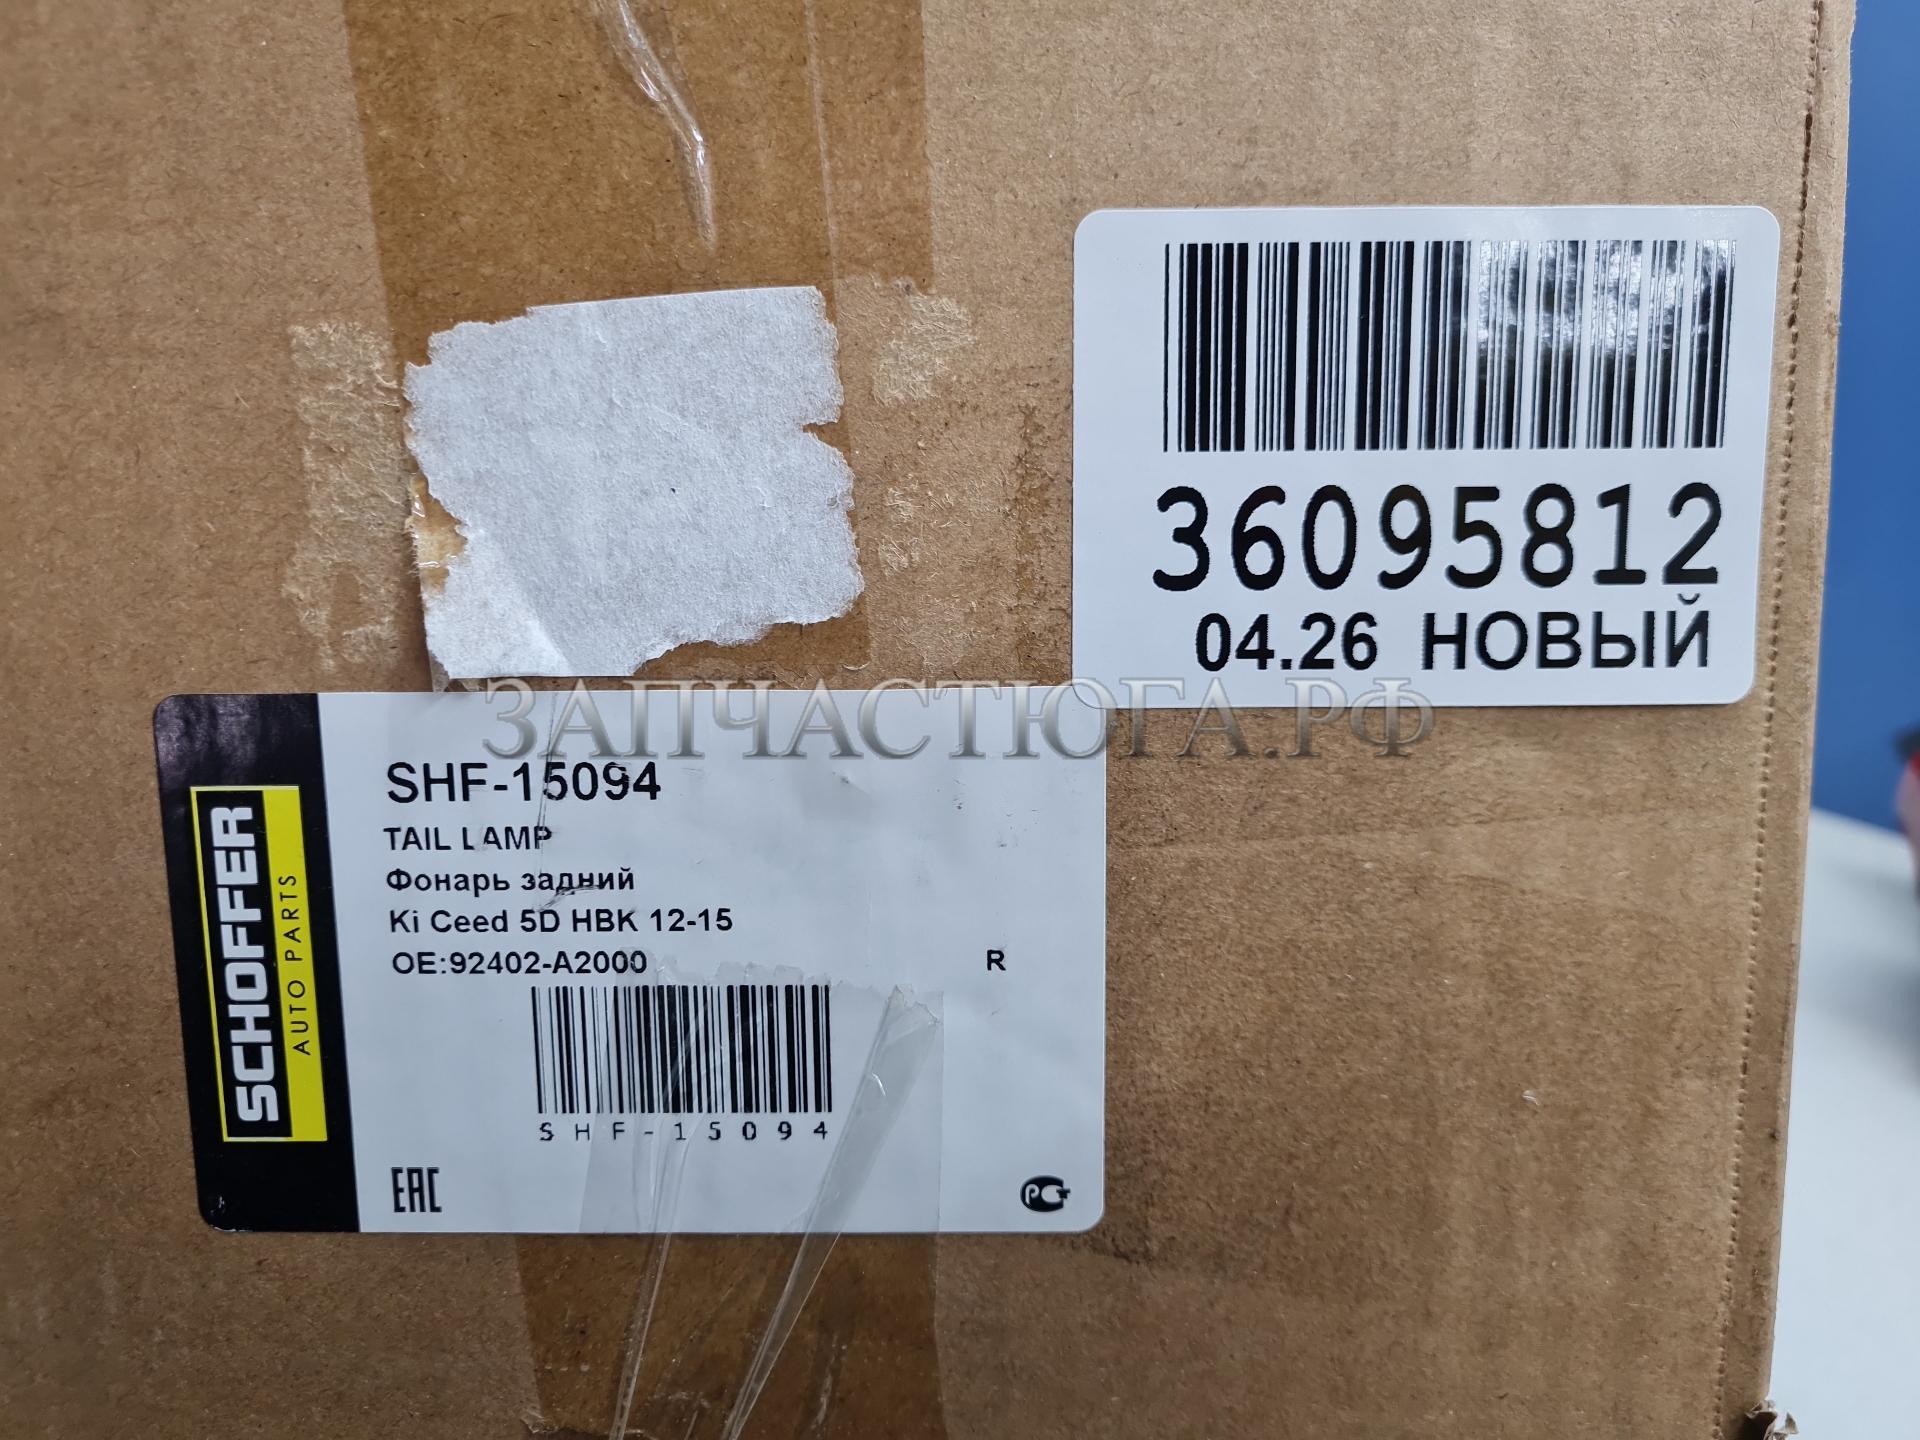 36095812
04.26 НОВЫЙ
ЗАПЧАСТЮГА.РФ
SHF-15094
TAIL LAMP
Фонарь задний
Ki Ceed 5D HBK 12-15
OE:92402-A2000 R
SHF-15094
SCHOFFER
AUTO PARTS
EAC
РСТ